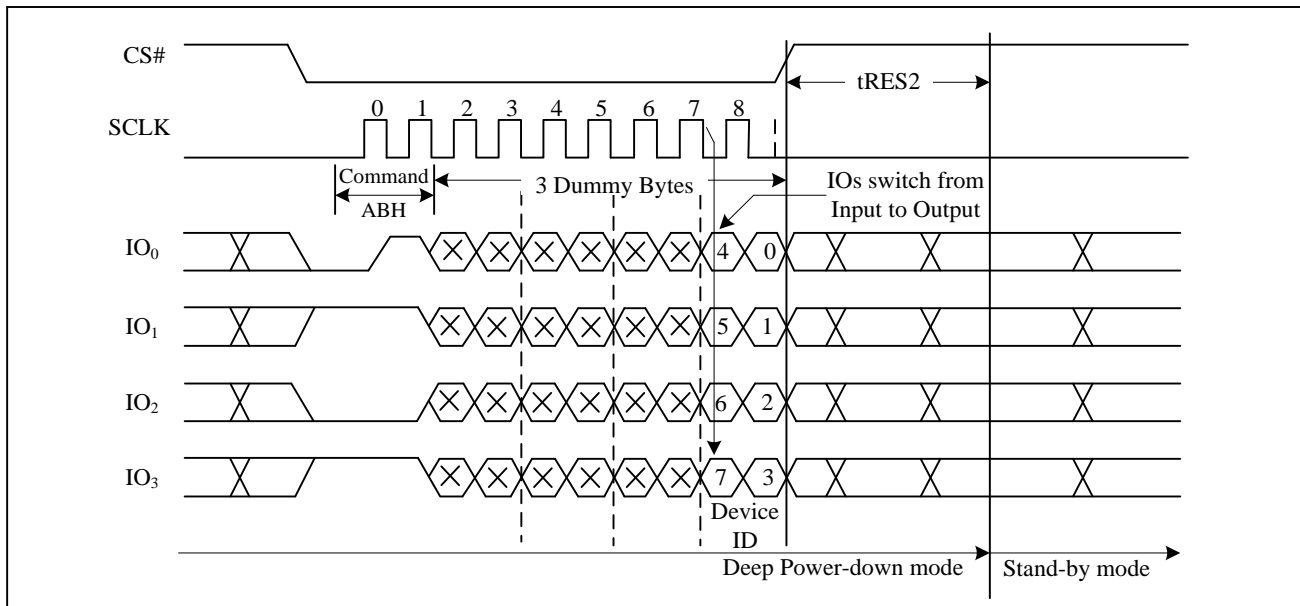 CS#
tRES2
0 1 2 3 4 5 6 7 8
SCLK
Command
ABH
3 Dummy Bytes
IOs switch from
Input to Output
IO₀ 4 0
IO₁ 5 1
IO₂ 6 2
IO₃ 7 3
Device
ID
Deep Power-down mode Stand-by mode